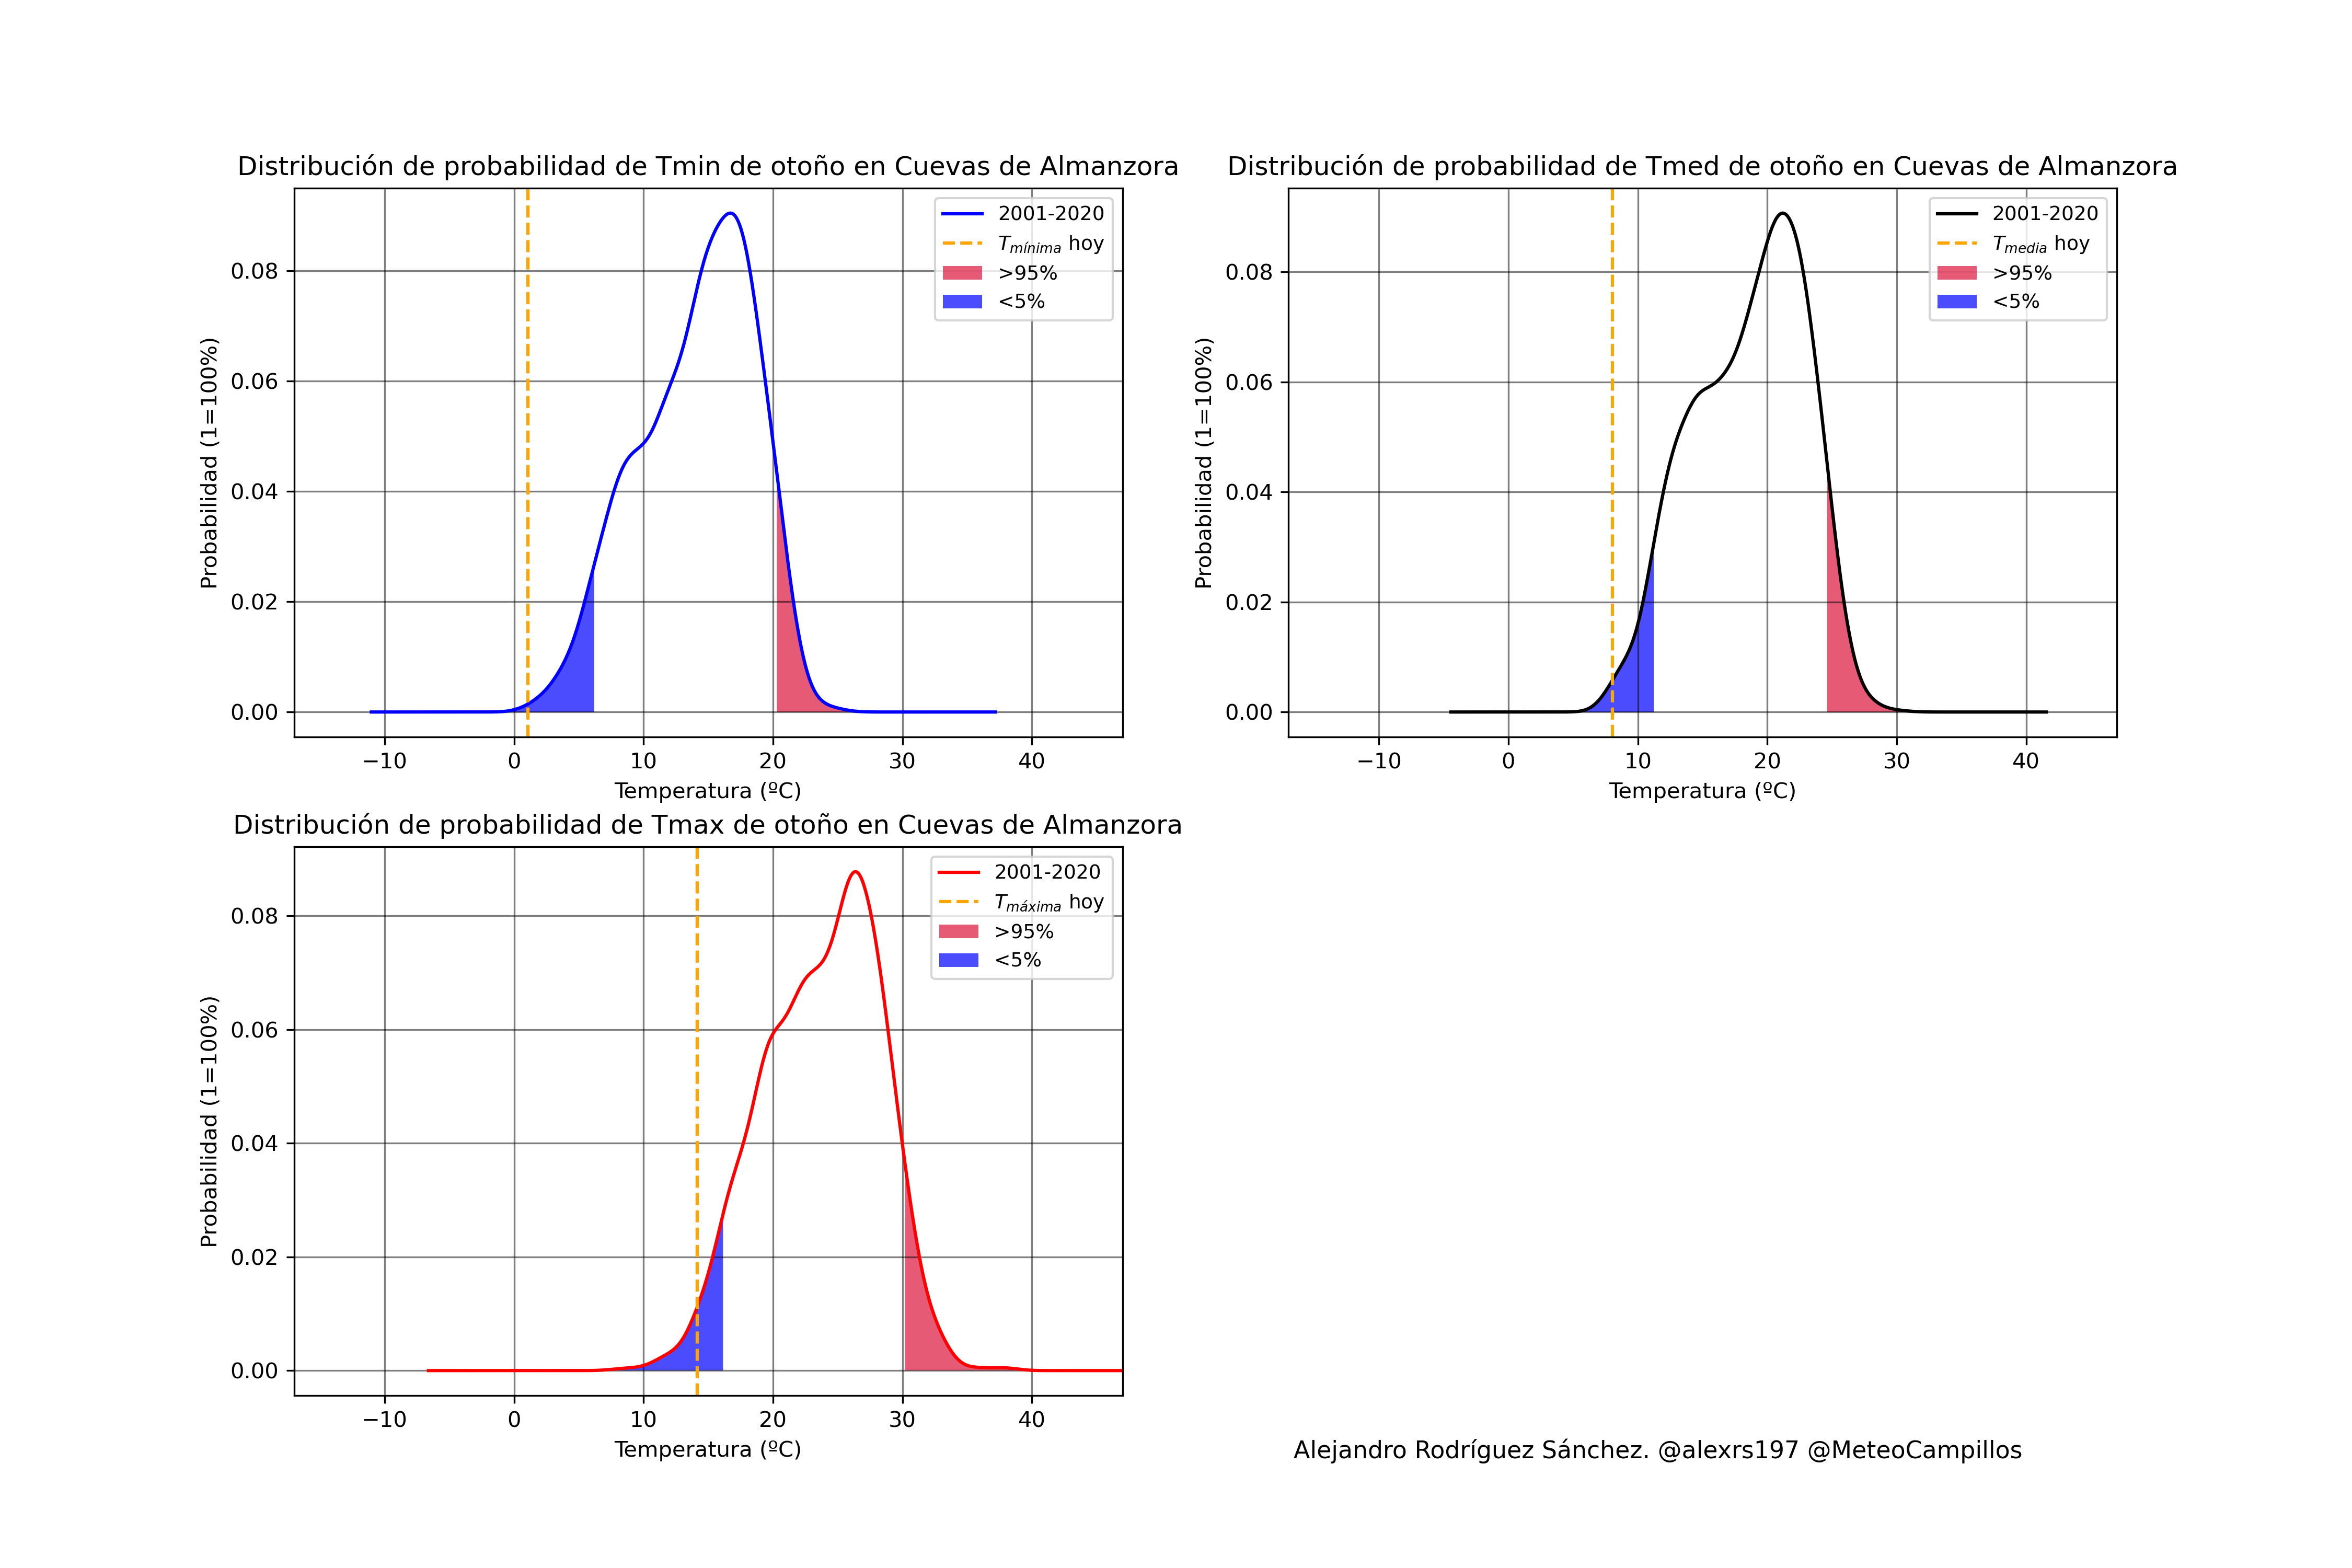 Distribución de probabilidad de Tmin de otoño en Cuevas de Almanzora
Probabilidad (1=100%)
0.08
0.06
0.04
0.02
0.00
2001-2020
Tmínima hoy
>95%
<5%
−10 0 10 20 30 40
Temperatura (ºC)
Distribución de probabilidad de Tmed de otoño en Cuevas de Almanzora
Probabilidad (1=100%)
0.08
0.06
0.04
0.02
0.00
2001-2020
Tmedia hoy
>95%
<5%
−10 0 10 20 30 40
Temperatura (ºC)
Distribución de probabilidad de Tmax de otoño en Cuevas de Almanzora
Probabilidad (1=100%)
0.08
0.06
0.04
0.02
0.00
2001-2020
Tmáxima hoy
>95%
<5%
−10 0 10 20 30 40
Temperatura (ºC)
Alejandro Rodríguez Sánchez. @alexrs197 @MeteoCampillos